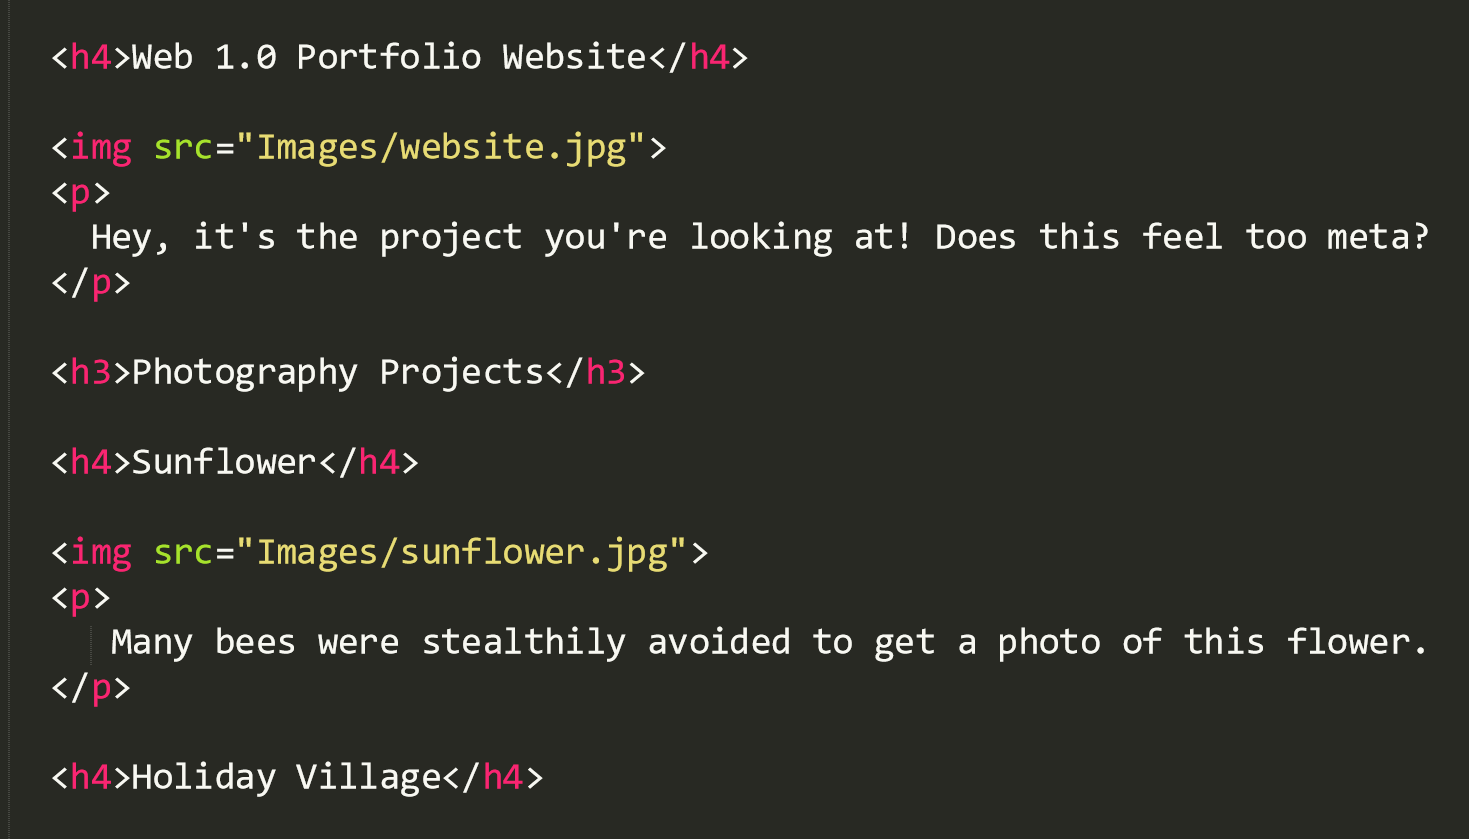 <h4>Web 1.0 Portfolio Website</h4>
<img src="Images/website.jpg">
<p>
Hey, it's the project you're looking at! Does this feel too meta?
</p>
<h3>Photography Projects</h3>
<h4>Sunflower</h4>
<img src="Images/sunflower.jpg">
<p>
Many bees were stealthily avoided to get a photo of this flower.
</p>
<h4>Holiday Village</h4>